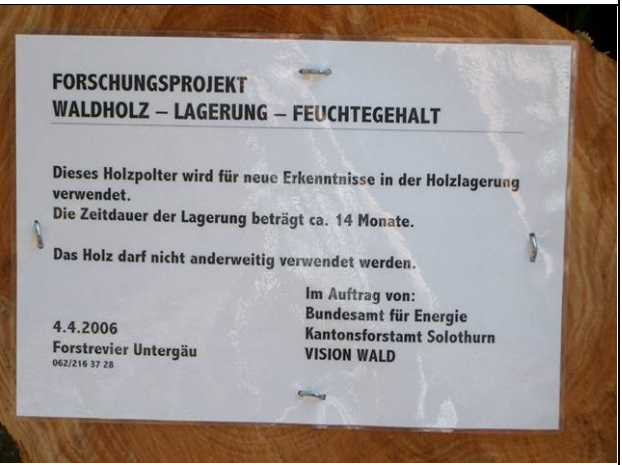 FORSCHUNGSPROJEKT
WALDHOLZ – LAGERUNG – FEUCHTEGEHALT
Dieses Holzpolter wird für neue Erkenntnisse in der Holzlagerung
verwendet.
Die Zeitdauer der Lagerung beträgt ca. 14 Monate.
Das Holz darf nicht anderweitig verwendet werden.
Im Auftrag von:
Bundesamt für Energie
Kantonsforstamt Solothurn
VISION WALD
4.4.2006
Forstrevier Untergäu
062/216 37 28